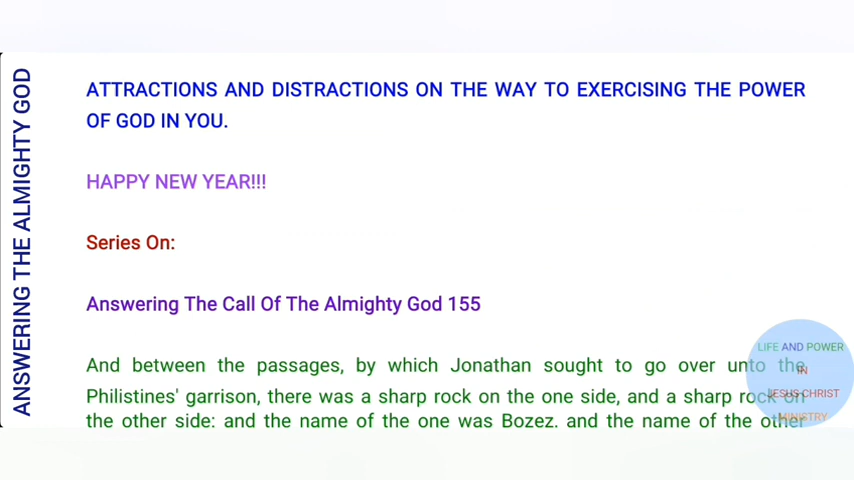 ANSWERING THE ALMIGHTY GOD
ATTRACTIONS AND DISTRACTIONS ON THE WAY TO EXERCISING THE POWER
OF GOD IN YOU.
HAPPY NEW YEAR!!!
Series On:
Answering The Call Of The Almighty God 155
And between the passages, by which Jonathan sought to go over unto the
Philistines' garrison, there was a sharp rock on the one side, and a sharp rock on
the other side: and the name of the one was Bozez. and the name of the other
LIFE AND POWER
IN
JESUS CHRIST
MINISTRY